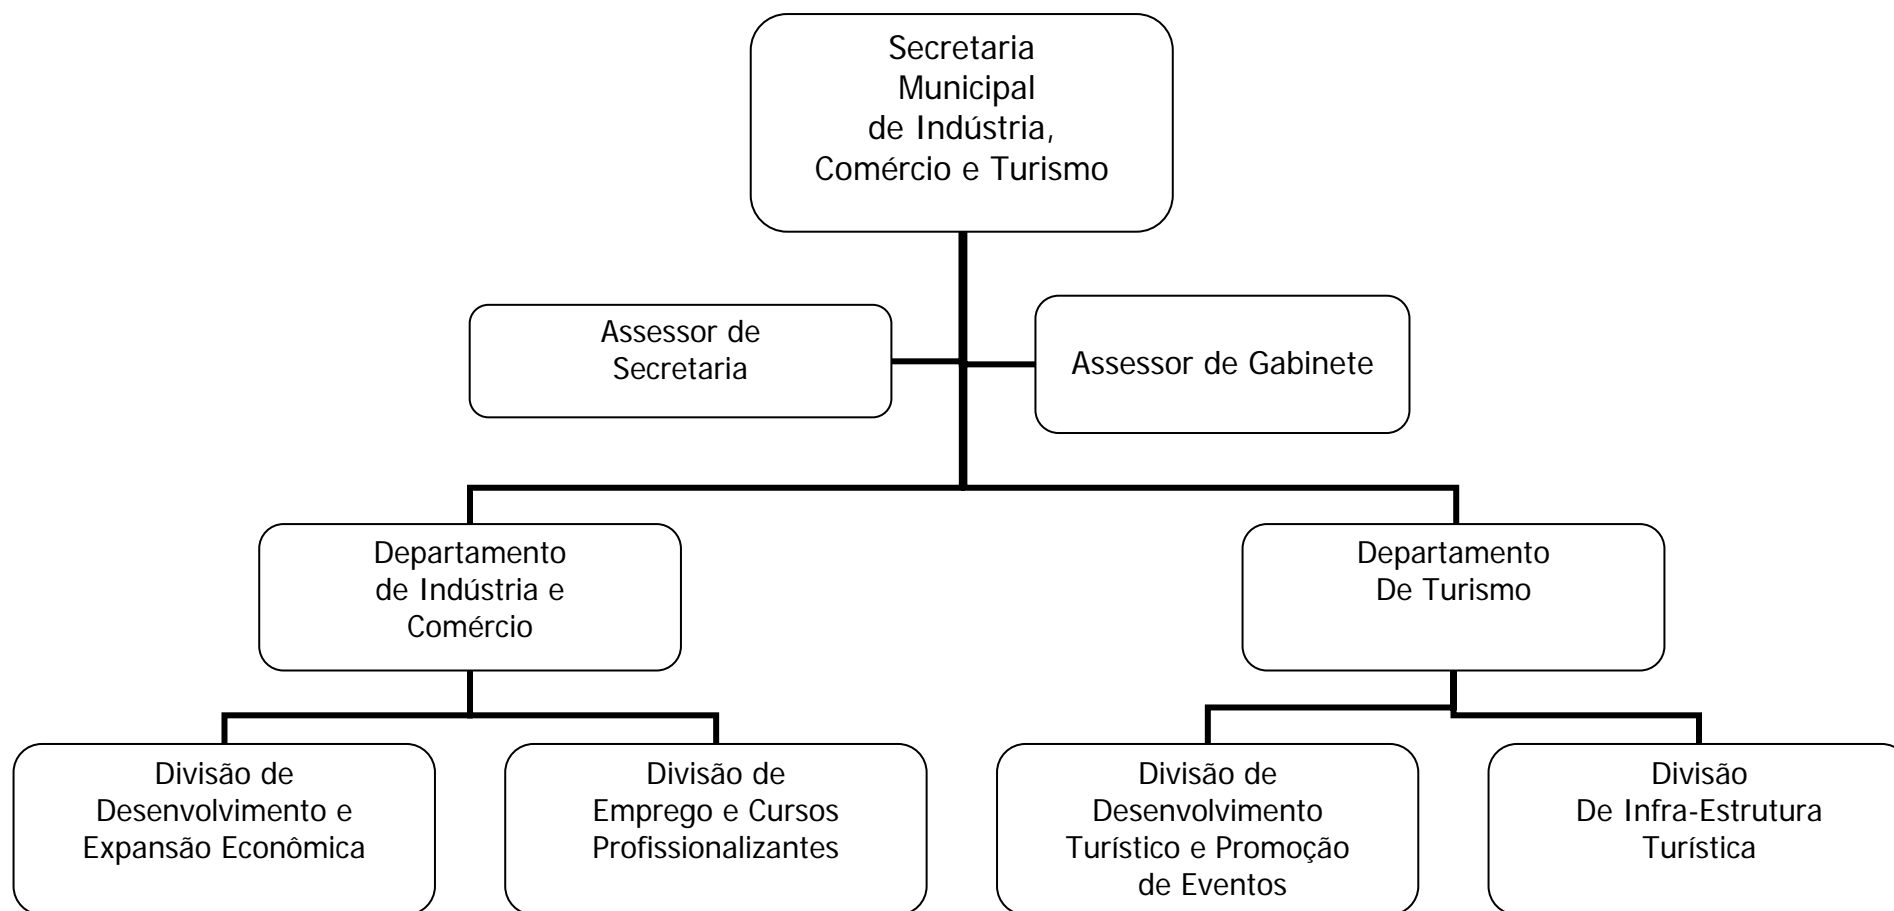 Secretaria
Municipal
de Indústria,
Comércio e Turismo
Assessor de
Secretaria
Assessor de Gabinete
Departamento
de Indústria e
Comércio
Departamento
De Turismo
Divisão de
Desenvolvimento e
Expansão Econômica
Divisão de
Emprego e Cursos
Profissionalizantes
Divisão de
Desenvolvimento
Turístico e Promoção
de Eventos
Divisão
De Infra-Estrutura
Turística